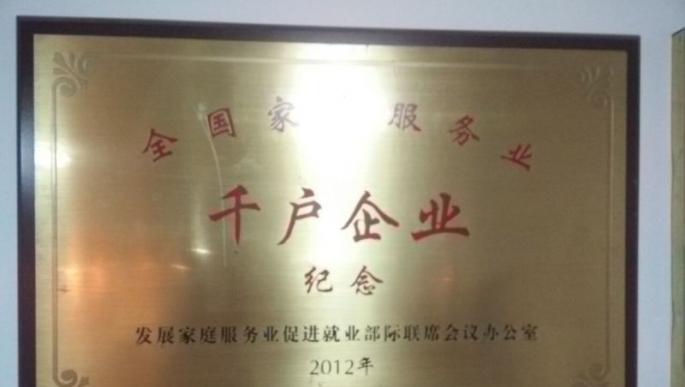 全国家 服务业
千户企业
纪念
发展家庭服务业促进就业部际联席会议办公室
2012年